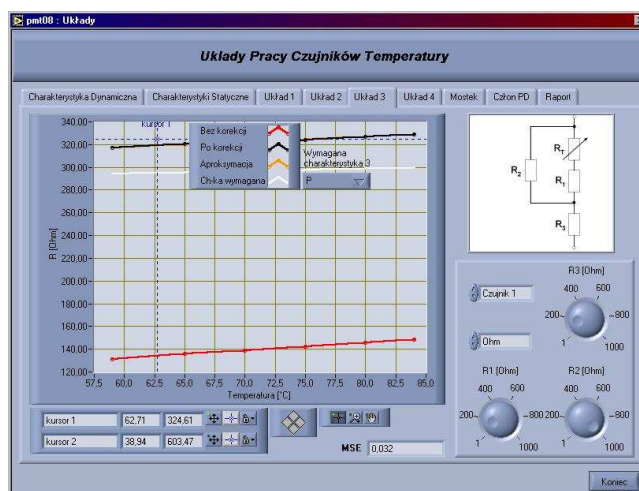 pmt08 : Układy
Układy Pracy Czujników Temperatury
Charakterystyka Dynamiczna Charakterystyki Statyczne Układ 1 Układ 2 Układ 3 Układ 4 Mostek Człon PD Raport
340,00
320,00
300,00
280,00
260,00
240,00
220,00
200,00
180,00
160,00
140,00
120,00
R [Ohm]
kursor 1
Bez korekcji
Po korekcji
Aproksymacja
Ch-ka wymagana
Wymagana
charakterystyka 3
P
57,5 60,0 62,5 65,0 67,5 70,0 72,5 75,0 77,5 80,0 82,5 85,0
Temperatura [°C]
kursor 1 62,71 324,61
kursor 2 38,94 603,47
MSE 0,032
RT
R2
R1
R3
Czujnik 1
Ohm
R3 [Ohm]
400 600
200 800
1 1000
R1 [Ohm]
400 600
200 800
1 1000
R2 [Ohm]
400 600
200 800
1 1000
Koniec